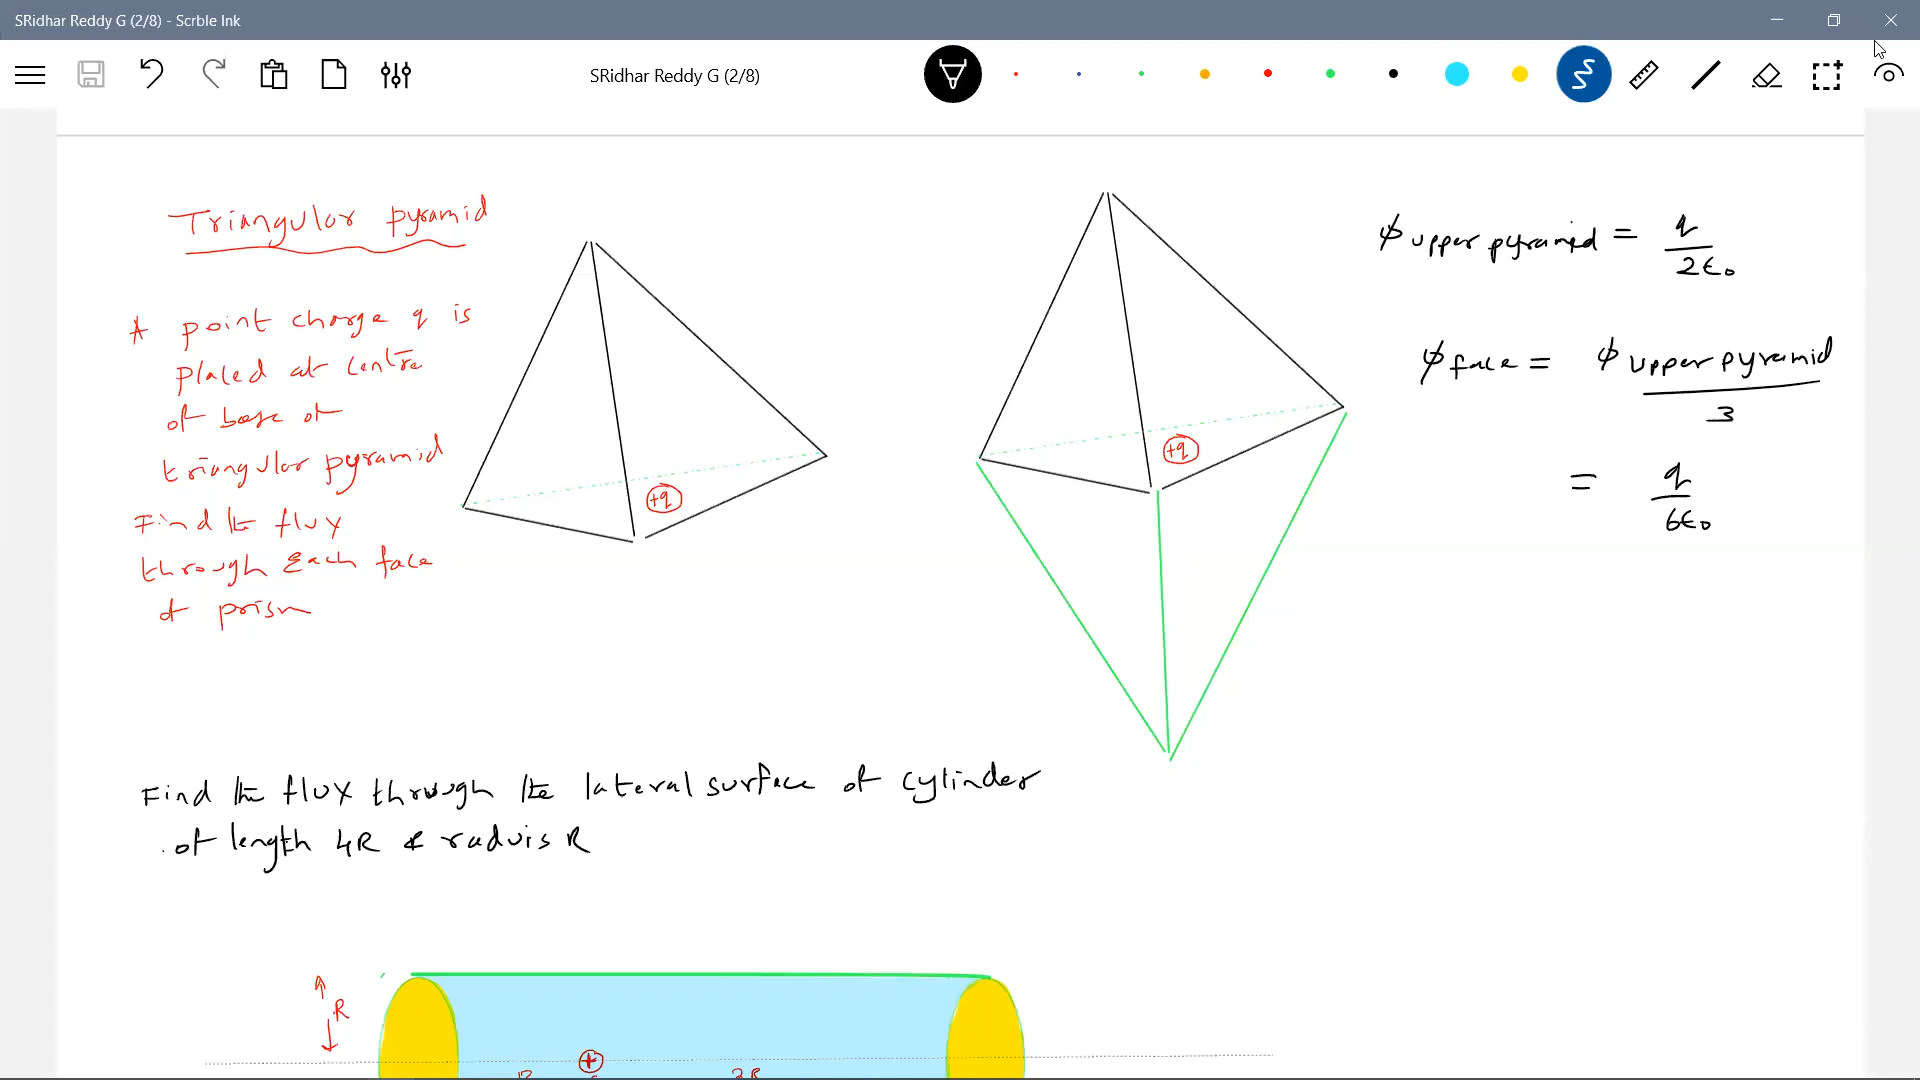 SRidhar Reddy G (2/8) - Scrble Ink
SRidhar Reddy G (2/8)
Triangular pyramid
A point charge q is
placed at centre
of base of
triangular pyramid
Find the flux
through Each face
of prism
+q
+q
φ upper pyramid = q / 2ϵ₀
φ face = φ upper pyramid / 3
= q / 6ϵ₀
Find the flux through the lateral surface of cylinder
of length 4R & raduis R
R
+